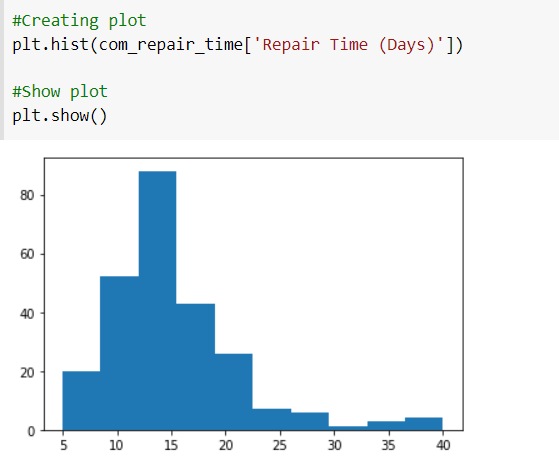 #Creating plot
plt.hist(com_repair_time['Repair Time (Days)'])
#Show plot
plt.show()
80
60
40
20
0
5 10 15 20 25 30 35 40